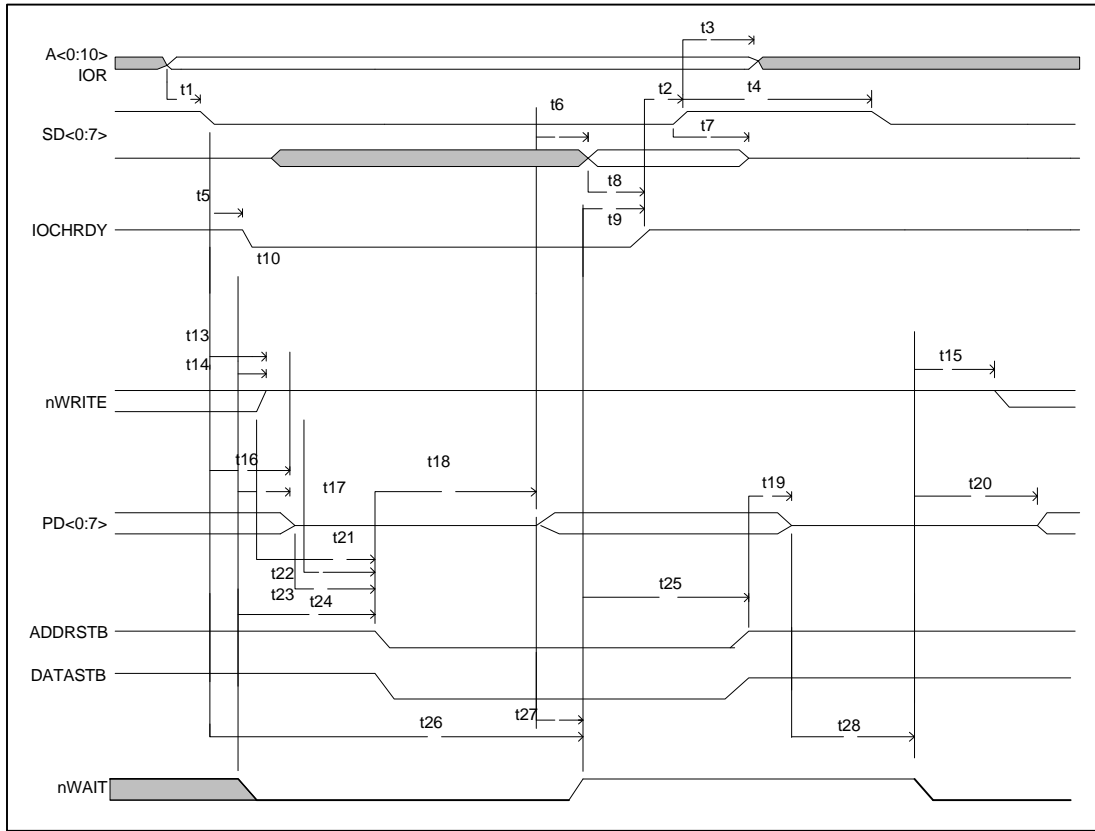 t3
A<0:10>
IOR
t1
t2
t4
t6
SD<0:7>
t7
t8
t5
t9
IOCHRDY
t10
t13
t14
t15
nWRITE
t16
t18
t17
t19
t20
PD<0:7>
t21
t22
t25
t23
t24
ADDRSTB
DATASTB
t27
t26
t28
nWAIT